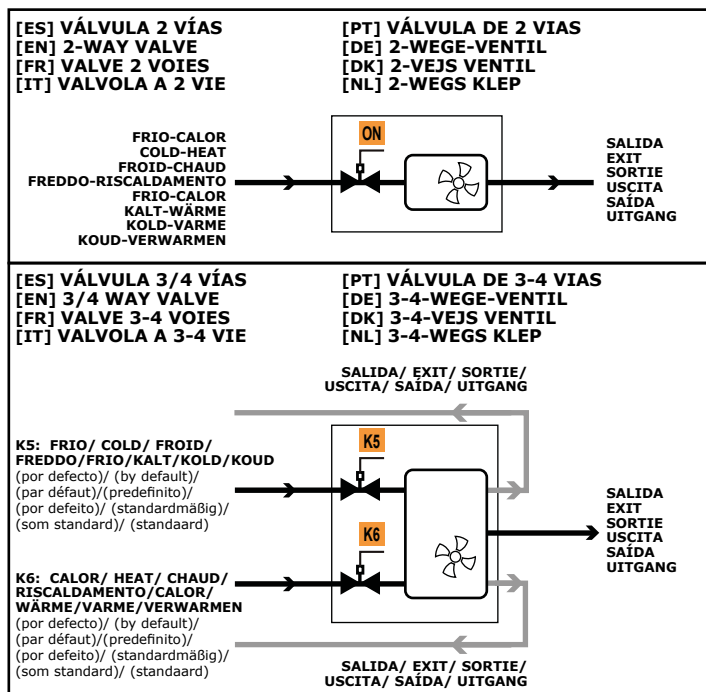 [ES] VÁLVULA 2 VÍAS
[EN] 2-WAY VALVE
[FR] VALVE 2 VOIES
[IT] VALVOLA A 2 VIE
[PT] VÁLVULA DE 2 VIAS
[DE] 2-WEGE-VENTIL
[DK] 2-VEJS VENTIL
[NL] 2-WEGS KLEP
FRIO-CALOR
COLD-HEAT
FROID-CHAUD
FREDDO-RISCALDAMENTO
FRIO-CALOR
KALT-WÄRME
KOLD-VARME
KOUD-VERWARMEN
ON
SALIDA
EXIT
SORTIE
USCITA
SAÍDA
UITGANG
[ES] VÁLVULA 3/4 VÍAS
[EN] 3/4 WAY VALVE
[FR] VALVE 3-4 VOIES
[IT] VALVOLA A 3-4 VIE
[PT] VÁLVULA DE 3-4 VIAS
[DE] 3-4-WEGE-VENTIL
[DK] 3-4-VEJS VENTIL
[NL] 3-4-WEGS KLEP
SALIDA/ EXIT/ SORTIE/
USCITA/ SAÍDA/ UITGANG
K5: FRIO/ COLD/ FROID/
FREDDO/FRIO/KALT/KOLD/KOUD
(por defecto)/ (by default)/
(par défaut)/(predefinito)/
(por defeito)/ (standardmäßig)/
(som standard)/ (standaard)
K5
K6
SALIDA
EXIT
SORTIE
USCITA
SAÍDA
UITGANG
K6: CALOR/ HEAT/ CHAUD/
RISCALDAMENTO/CALOR/
WÄRME/VARME/VERWARMEN
(por defecto)/ (by default)/
(par défaut)/(predefinito)/
(por defeito)/ (standardmäßig)/
(som standard)/ (standaard)
SALIDA/ EXIT/ SORTIE/
USCITA/ SAÍDA/ UITGANG